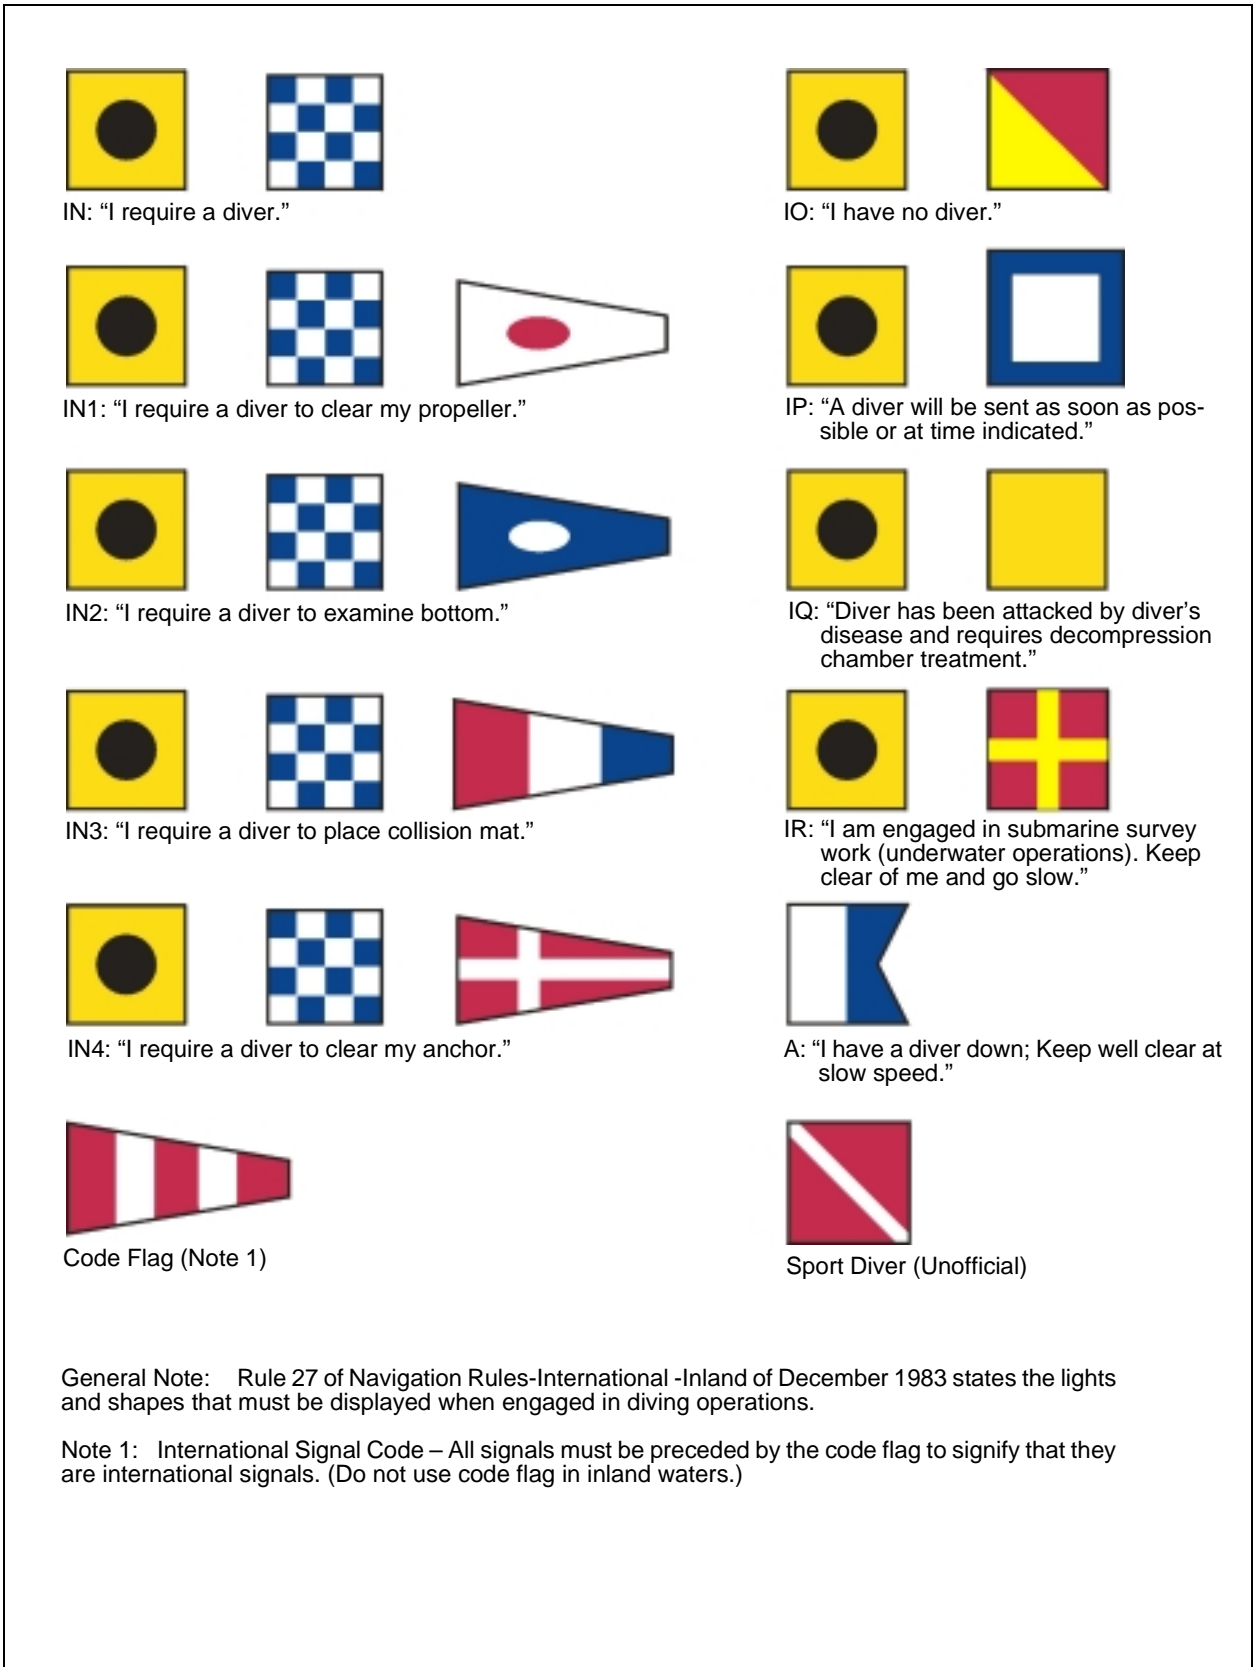 IN: “I require a diver.”
IO: “I have no diver.”
IN1: “I require a diver to clear my propeller.”
IP: “A diver will be sent as soon as pos-
sible or at time indicated.”
IN2: “I require a diver to examine bottom.”
IQ: “Diver has been attacked by diver’s
disease and requires decompression
chamber treatment.”
IN3: “I require a diver to place collision mat.”
IR: “I am engaged in submarine survey
work (underwater operations). Keep
clear of me and go slow.”
IN4: “I require a diver to clear my anchor.”
A: “I have a diver down; Keep well clear at
slow speed.”
Code Flag (Note 1)
Sport Diver (Unofficial)
General Note: Rule 27 of Navigation Rules-International -Inland of December 1983 states the lights
and shapes that must be displayed when engaged in diving operations.
Note 1: International Signal Code – All signals must be preceded by the code flag to signify that they
are international signals. (Do not use code flag in inland waters.)